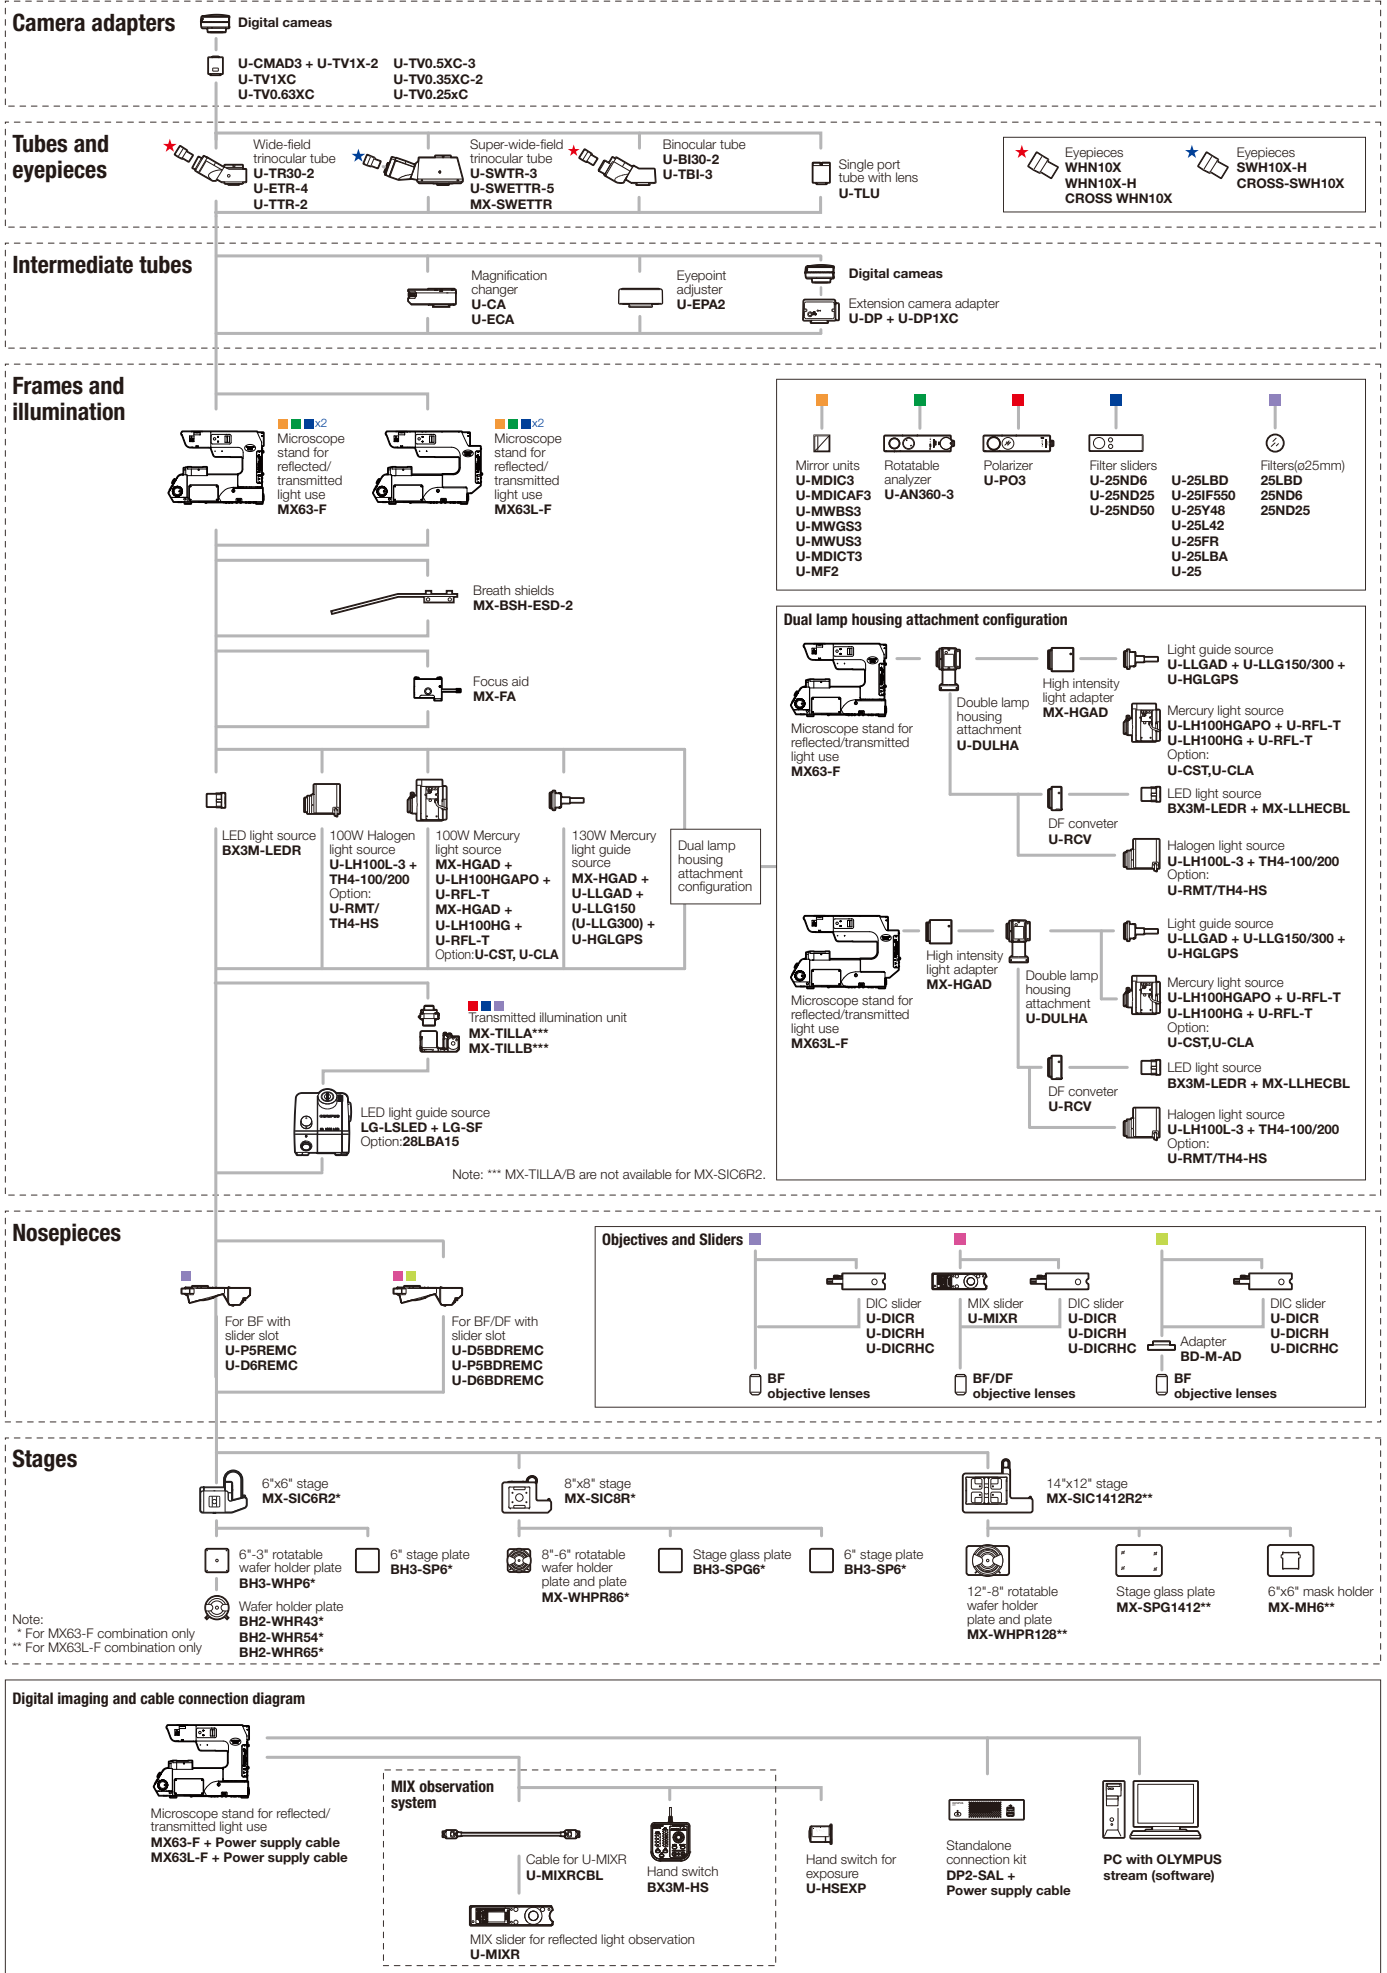 Camera adapters
Digital cameas
U-CMAD3 + U-TV1X-2
U-TV1XC
U-TV0.63XC
U-TV0.5XC-3
U-TV0.35XC-2
U-TV0.25xC
Tubes and
eyepieces
Wide-field
trinocular tube
U-TR30-2
U-ETR-4
U-TTR-2
Super-wide-field
trinocular tube
U-SWTR-3
U-SWETTR-5
MX-SWETTR
Binocular tube
U-BI30-2
U-TBI-3
Single port
tube with lens
U-TLU
Eyepieces
WHN10X
WHN10X-H
CROSS WHN10X
Eyepieces
SWH10X-H
CROSS-SWH10X
Intermediate tubes
Magnification
changer
U-CA
U-ECA
Eyepoint
adjuster
U-EPA2
Digital cameas
Extension camera adapter
U-DP + U-DP1XC
Frames and
illumination
x2
Microscope
stand for
reflected/
transmitted
light use
MX63-F
x2
Microscope
stand for
reflected/
transmitted
light use
MX63L-F
Mirror units
U-MDIC3
U-MDICAF3
U-MWBS3
U-MWGS3
U-MWUS3
U-MDICT3
U-MF2
Rotatable
analyzer
U-AN360-3
Polarizer
U-PO3
Filter sliders
U-25ND6
U-25ND25
U-25ND50
U-25LBD
U-25IF550
U-25Y48
U-25L42
U-25FR
U-25LBA
U-25
Filters(ø25mm)
25LBD
25ND6
25ND25
Breath shields
MX-BSH-ESD-2
Focus aid
MX-FA
LED light source
BX3M-LEDR
100W Halogen
light source
U-LH100L-3 +
TH4-100/200
Option:
U-RMT/
TH4-HS
100W Mercury
light source
MX-HGAD +
U-LH100HGAPO +
U-RFL-T
MX-HGAD +
U-LH100HG +
U-RFL-T
Option:U-CST, U-CLA
130W Mercury
light guide
source
MX-HGAD +
U-LLGAD +
U-LLG150
(U-LLG300) +
U-HGLGPS
Dual lamp
housing
attachment
configuration
Dual lamp housing attachment configuration
Microscope stand for
reflected/transmitted
light use
MX63-F
Double lamp
housing
attachment
U-DULHA
High intensity
light adapter
MX-HGAD
Light guide source
U-LLGAD + U-LLG150/300 +
U-HGLGPS
Mercury light source
U-LH100HGAPO + U-RFL-T
U-LH100HG + U-RFL-T
Option:
U-CST,U-CLA
DF conveter
U-RCV
LED light source
BX3M-LEDR + MX-LLHECBL
Halogen light source
U-LH100L-3 + TH4-100/200
Option:
U-RMT/TH4-HS
Microscope stand for
reflected/transmitted
light use
MX63L-F
High intensity
light adapter
MX-HGAD
Double lamp
housing
attachment
U-DULHA
Light guide source
U-LLGAD + U-LLG150/300 +
U-HGLGPS
Mercury light source
U-LH100HGAPO + U-RFL-T
U-LH100HG + U-RFL-T
Option:
U-CST,U-CLA
DF conveter
U-RCV
LED light source
BX3M-LEDR + MX-LLHECBL
Halogen light source
U-LH100L-3 + TH4-100/200
Option:
U-RMT/TH4-HS
Transmitted illumination unit
MX-TILLA***
MX-TILLB***
LED light guide source
LG-LSLED + LG-SF
Option:28LBA15
Note: *** MX-TILLA/B are not available for MX-SIC6R2.
Nosepieces
For BF with
slider slot
U-P5REMC
U-D6REMC
For BF/DF with
slider slot
U-D5BDREMC
U-P5BDREMC
U-D6BDREMC
Objectives and Sliders
DIC slider
U-DICR
U-DICRH
U-DICRHC
BF
objective lenses
MIX slider
U-MIXR
DIC slider
U-DICR
U-DICRH
U-DICRHC
BF/DF
objective lenses
DIC slider
U-DICR
U-DICRH
U-DICRHC
Adapter
BD-M-AD
BF
objective lenses
Stages
6"x6" stage
MX-SIC6R2*
8"x8" stage
MX-SIC8R*
14"x12" stage
MX-SIC1412R2**
6"-3" rotatable
wafer holder plate
BH3-WHP6*
6" stage plate
BH3-SP6*
8"-6" rotatable
wafer holder
plate and plate
MX-WHPR86*
Stage glass plate
BH3-SPG6*
6" stage plate
BH3-SP6*
12"-8" rotatable
wafer holder
plate and plate
MX-WHPR128**
Stage glass plate
MX-SPG1412**
6"x6" mask holder
MX-MH6**
Wafer holder plate
BH2-WHR43*
BH2-WHR54*
BH2-WHR65*
Note:
* For MX63-F combination only
** For MX63L-F combination only
Digital imaging and cable connection diagram
Microscope stand for reflected/
transmitted light use
MX63-F + Power supply cable
MX63L-F + Power supply cable
MIX observation
system
Cable for U-MIXR
U-MIXRCBL
Hand switch
BX3M-HS
MIX slider for reflected light observation
U-MIXR
Hand switch for
exposure
U-HSEXP
Standalone
connection kit
DP2-SAL +
Power supply cable
PC with OLYMPUS
stream (software)